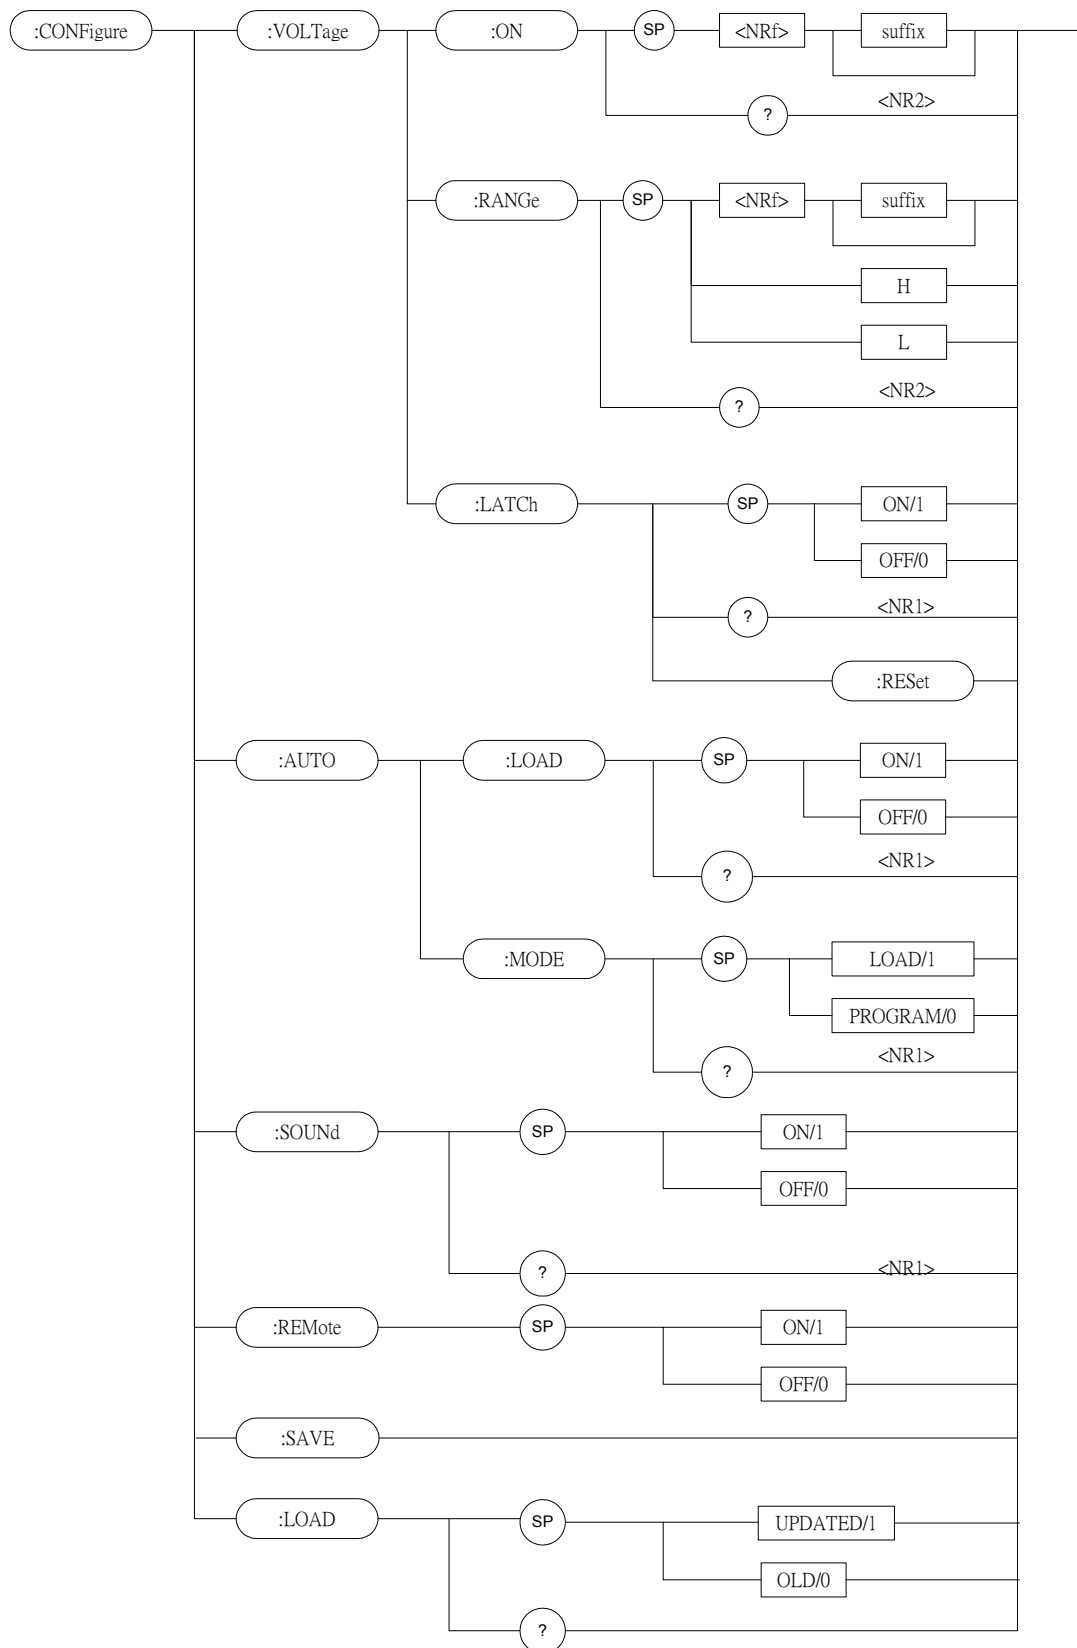 :CONFigure :VOLTage :ON SP <NRf> suffix
? <NR2>
:RANGe SP <NRf> suffix
H
L
? <NR2>
:LATCh SP ON/1
OFF/0
? <NR1>
:RESet
:AUTO :LOAD SP ON/1
OFF/0
? <NR1>
:MODE SP LOAD/1
PROGRAM/0
? <NR1>
:SOUNd SP ON/1
OFF/0
? <NR1>
:REMote SP ON/1
OFF/0
:SAVE
:LOAD SP UPDATED/1
OLD/0
?